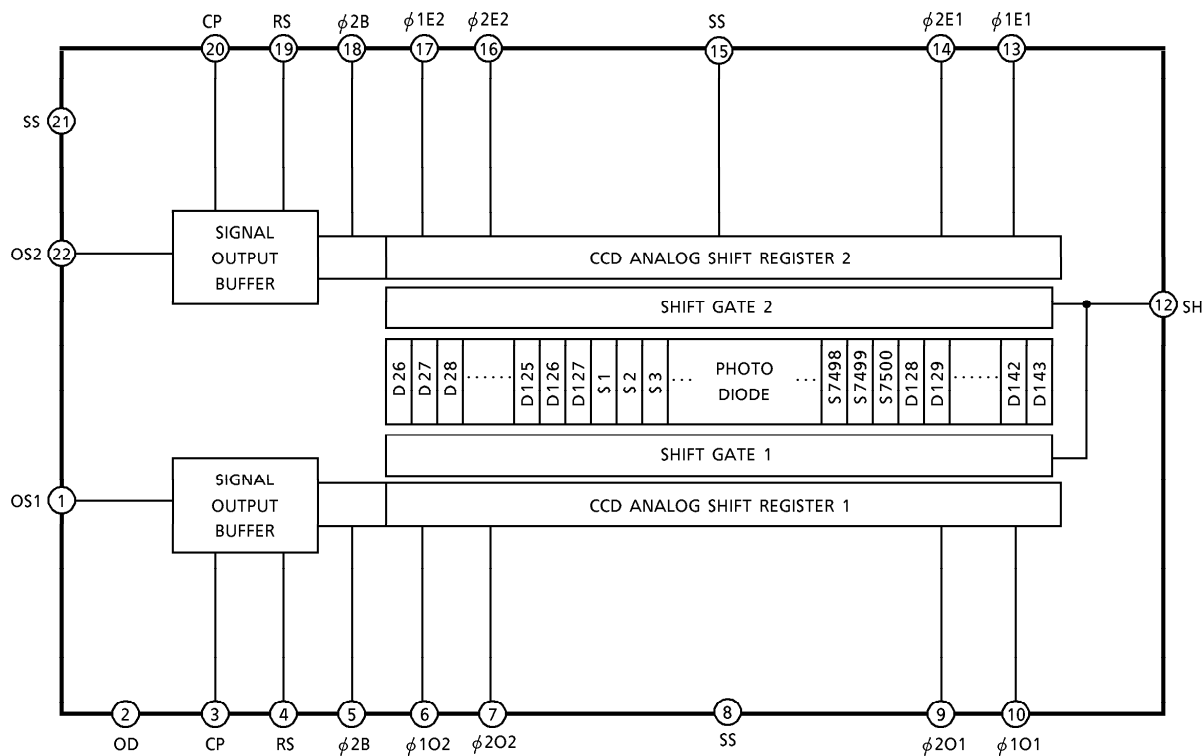 CP RS ϕ2B ϕ1E2 ϕ2E2 SS ϕ2E1 ϕ1E1
20 19 18 17 16 15 14 13
SS 21
OS2 22
SIGNAL
OUTPUT
BUFFER
CCD ANALOG SHIFT REGISTER 2
SHIFT GATE 2
12 SH
D26 D27 D28 ······ D125 D126 D127 S1 S2 S3 ··· PHOTO
DIODE ··· S7498 S7499 S7500 D128 D129 ······ D142 D143
SHIFT GATE 1
OS1 1
SIGNAL
OUTPUT
BUFFER
CCD ANALOG SHIFT REGISTER 1
2 3 4 5 6 7 8 9 10
OD CP RS ϕ2B ϕ1O2 ϕ2O2 SS ϕ2O1 ϕ1O1